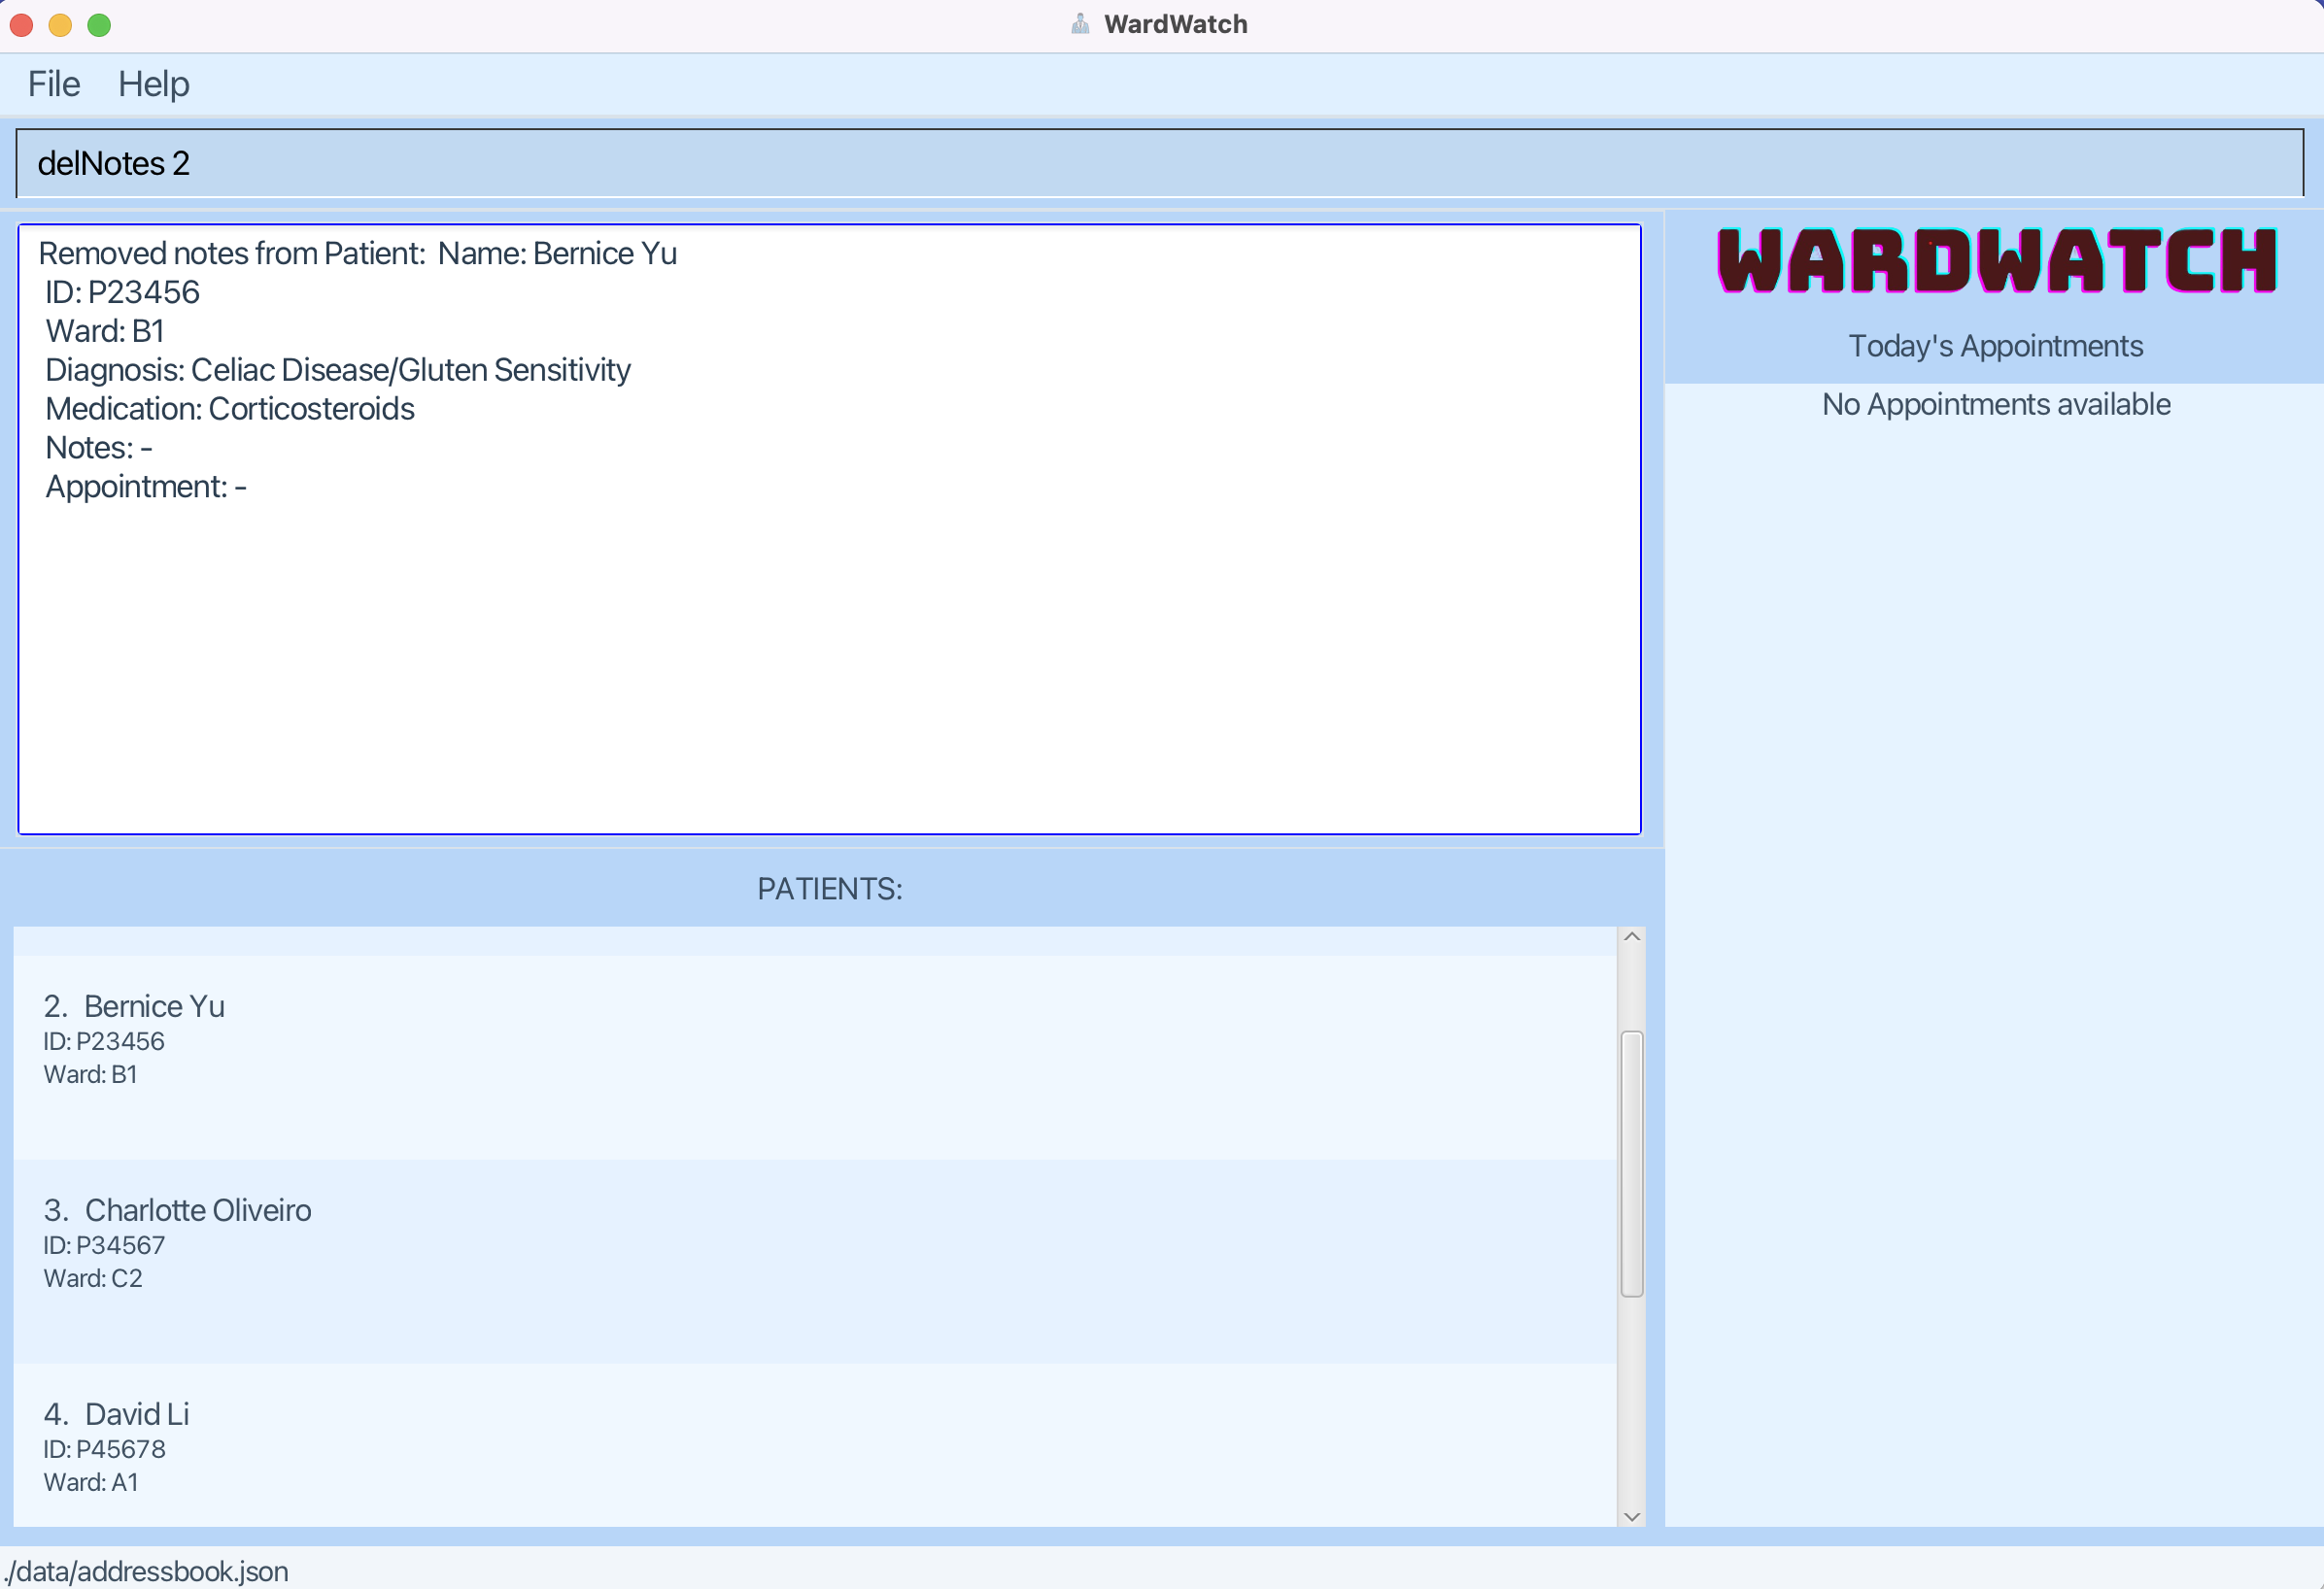 WardWatch
File Help
delNotes 2
Removed notes from Patient:  Name: Bernice Yu
ID: P23456
Ward: B1
Diagnosis: Celiac Disease/Gluten Sensitivity
Medication: Corticosteroids
Notes: -
Appointment: -
WARDWATCH
Today's Appointments
No Appointments available
PATIENTS:
2. Bernice Yu
ID: P23456
Ward: B1
3. Charlotte Oliveiro
ID: P34567
Ward: C2
4. David Li
ID: P45678
Ward: A1
./data/addressbook.json